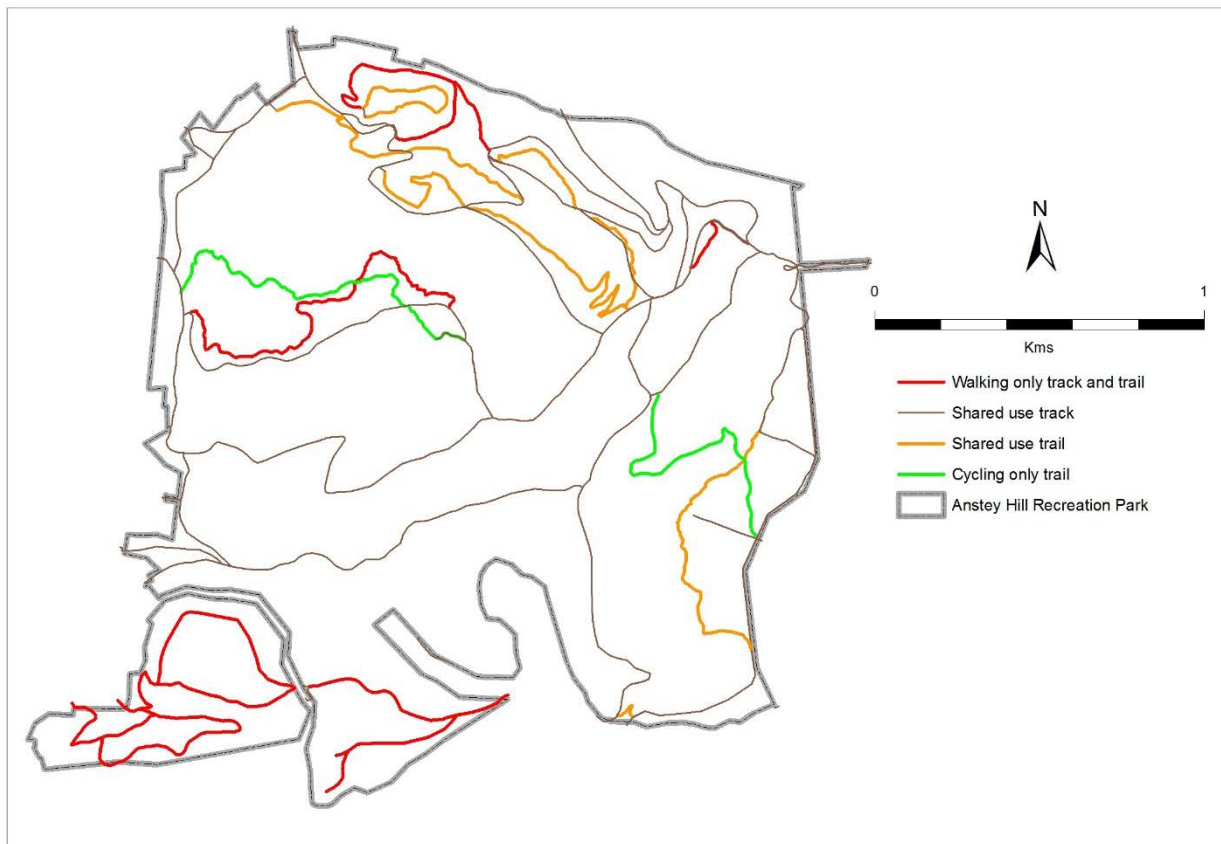 N
0 1
Kms
Walking only track and trail
Shared use track
Shared use trail
Cycling only trail
Anstey Hill Recreation Park